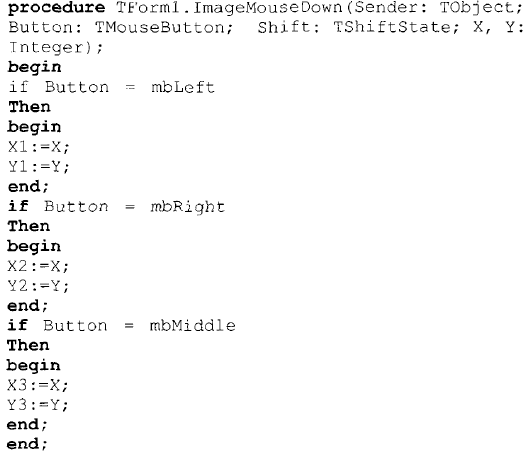 procedure TForm1.ImageMouseDown(Sender: TObject;
Button: TMouseButton; Shift: TShiftState; X, Y:
Integer);
begin
if Button = mbLeft
Then
begin
X1:=X;
Y1:=Y;
end;
if Button = mbRight
Then
begin
X2:=X;
Y2:=Y;
end;
if Button = mbMiddle
Then
begin
X3:=X;
Y3:=Y;
end;
end;